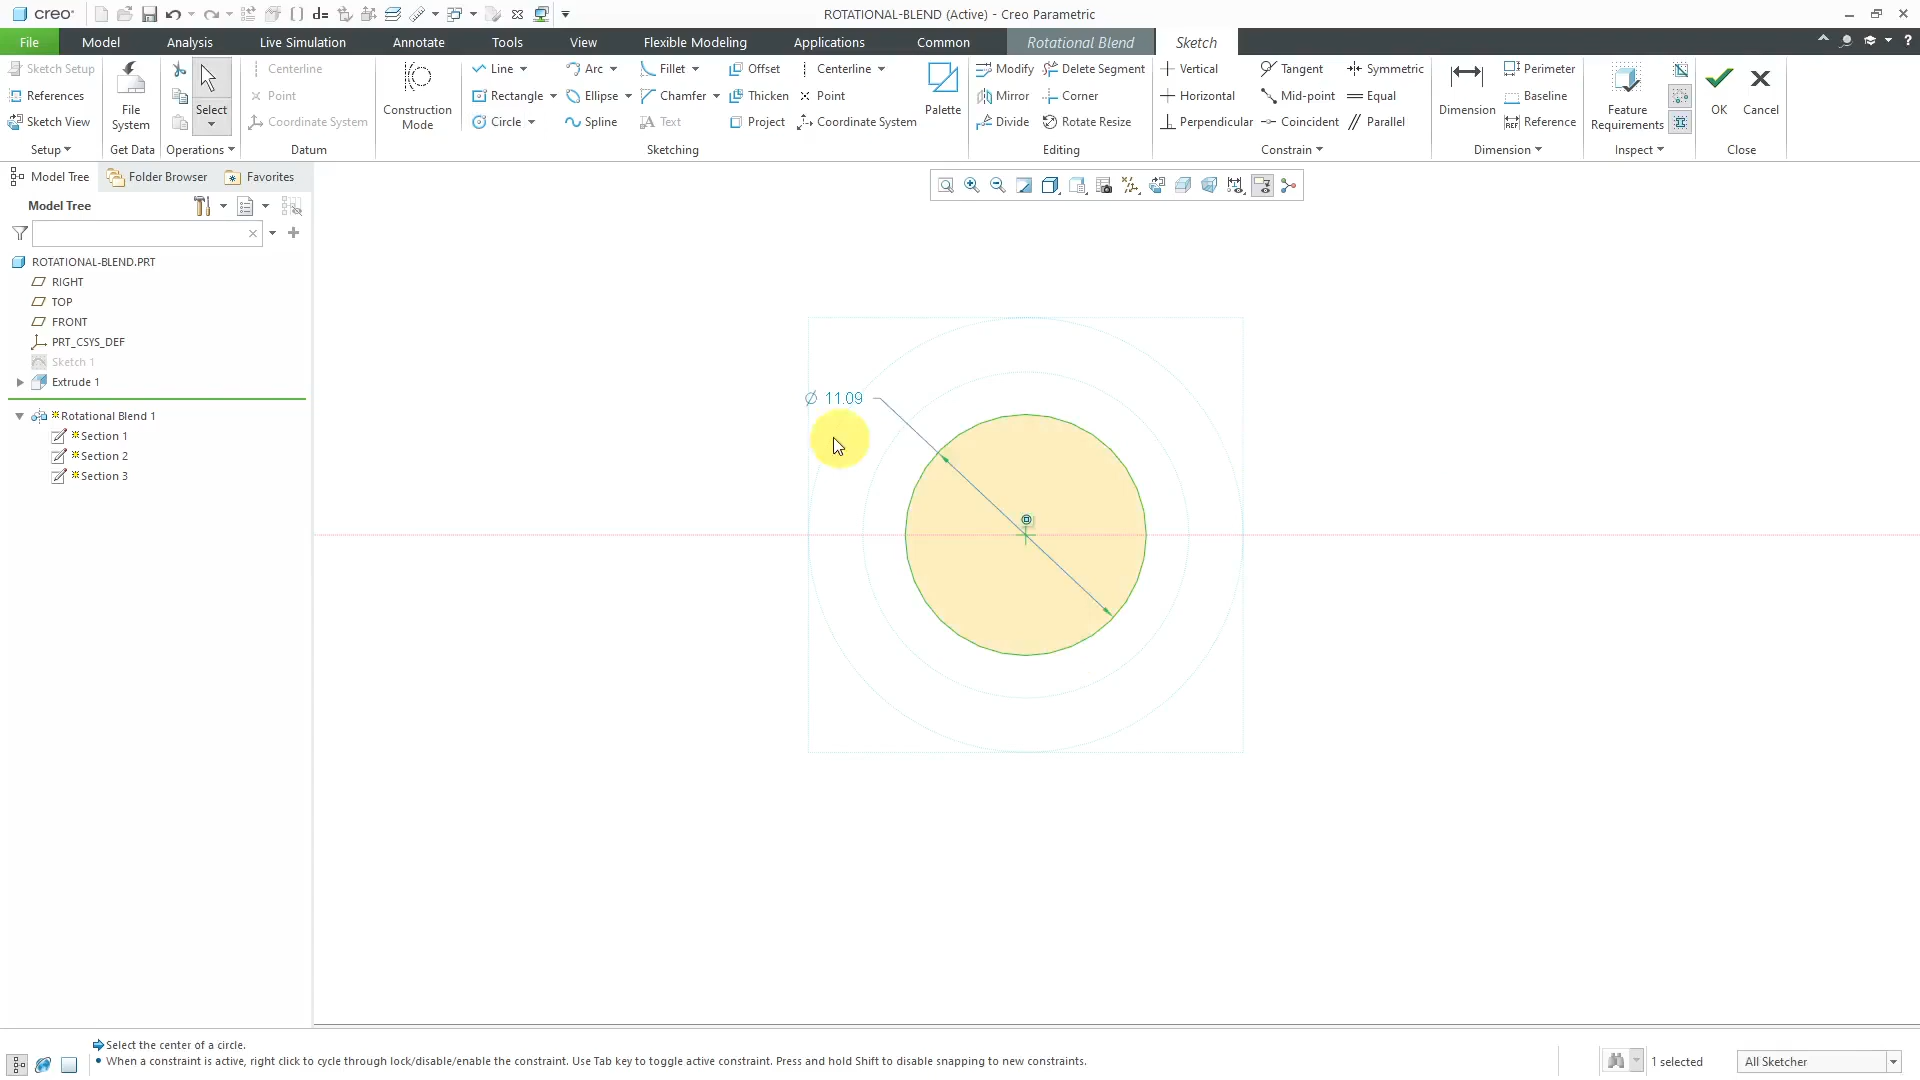 creo
ROTATIONAL-BLEND (Active) - Creo Parametric
File Model Analysis Live Simulation Annotate Tools View Flexible Modeling Applications Common Rotational Blend Sketch
Sketch Setup
References
Sketch View
Setup
File System
Get Data
Select
Operations
Centerline
Point
Coordinate System
Datum
Construction Mode
Line Arc Fillet Offset Centerline
Rectangle Ellipse Chamfer Thicken Point
Circle Spline Text Project Coordinate System
Palette
Sketching
Modify Delete Segment
Mirror Corner
Divide Rotate Resize
Editing
Vertical Tangent Symmetric
Horizontal Mid-point Equal
Perpendicular Coincident Parallel
Constrain
Dimension
Perimeter
Baseline
Reference
Dimension
Feature Requirements
Inspect
OK
Cancel
Close
Model Tree Folder Browser Favorites
Model Tree
ROTATIONAL-BLEND.PRT
RIGHT
TOP
FRONT
PRT_CSYS_DEF
Sketch 1
Extrude 1
Rotational Blend 1
Section 1
Section 2
Section 3
Ø 11.09
Select the center of a circle.
• When a constraint is active, right click to cycle through lock/disable/enable the constraint. Use Tab key to toggle active constraint. Press and hold Shift to disable snapping to new constraints.
1 selected
All Sketcher